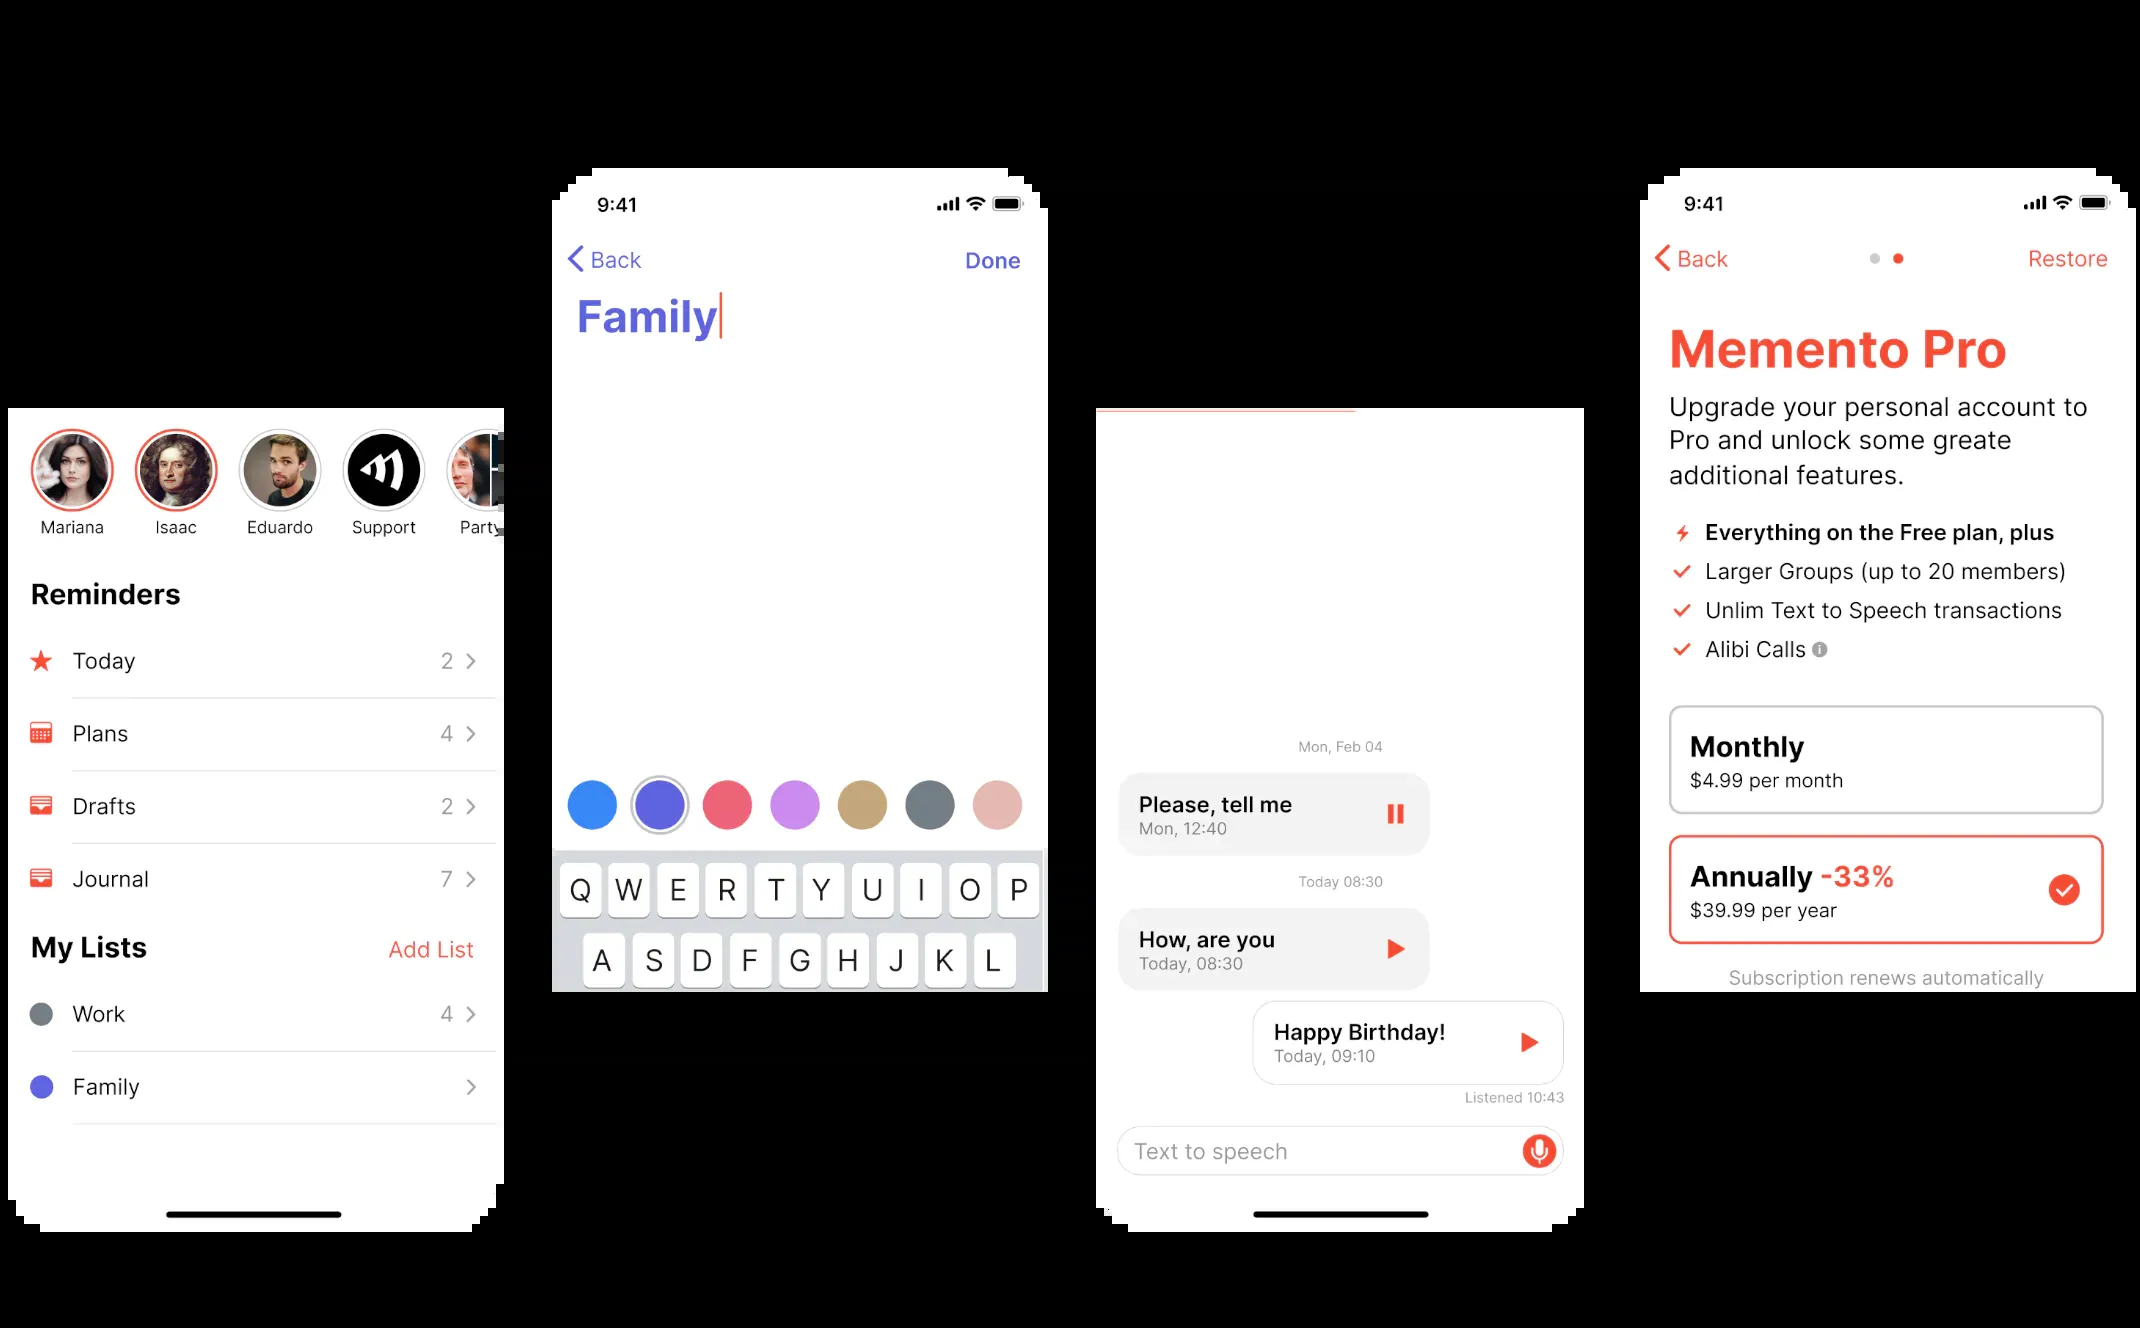 Mariana Isaac Eduardo Support Party
Reminders
Today 2
Plans 4
Drafts 2
Journal 7
My Lists Add List
Work 4
Family
9:41
Back Done
Family
Q W E R T Y U I O P
A S D F G H J K L
Mon, Feb 04
Please, tell me
Mon, 12:40
Today 08:30
How, are you
Today, 08:30
Happy Birthday!
Today, 09:10
Listened 10:43
Text to speech
9:41
Back Restore
Memento Pro
Upgrade your personal account to
Pro and unlock some greate
additional features.
Everything on the Free plan, plus
Larger Groups (up to 20 members)
Unlim Text to Speech transactions
Alibi Calls
Monthly
$4.99 per month
Annually -33%
$39.99 per year
Subscription renews automatically